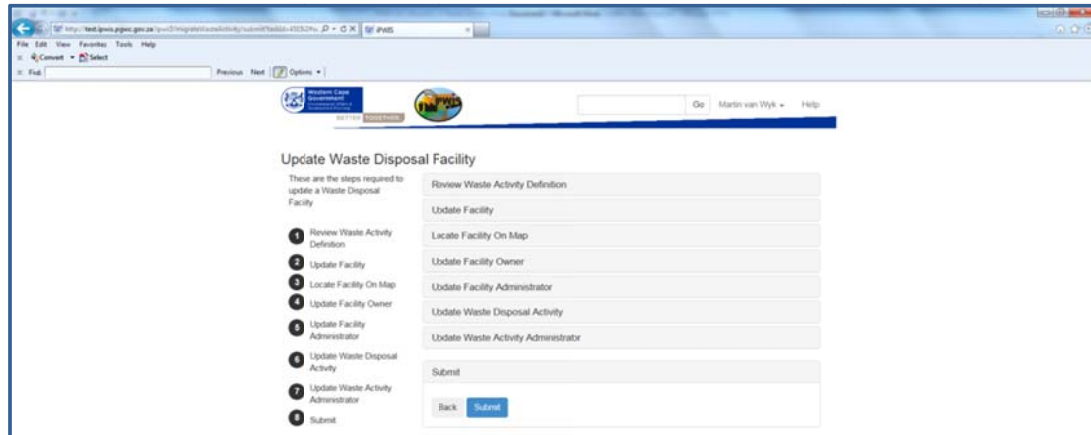 iPWIS
File Edit View Favorites Tools Help
Convert Select
Find: Previous Next Options
Western Cape
Government
BETTER TOGETHER.
Go Martin van Wyk Help
Update Waste Disposal Facility
These are the steps required to
update a Waste Disposal
Facility
1 Review Waste Activity
Definition
2 Update Facility
3 Locate Facility On Map
4 Update Facility Owner
5 Update Facility
Administrator
6 Update Waste Disposal
Activity
7 Update Waste Activity
Administrator
8 Submit
Review Waste Activity Definition
Update Facility
Locate Facility On Map
Update Facility Owner
Update Facility Administrator
Update Waste Disposal Activity
Update Waste Activity Administrator
Submit
Back Submit